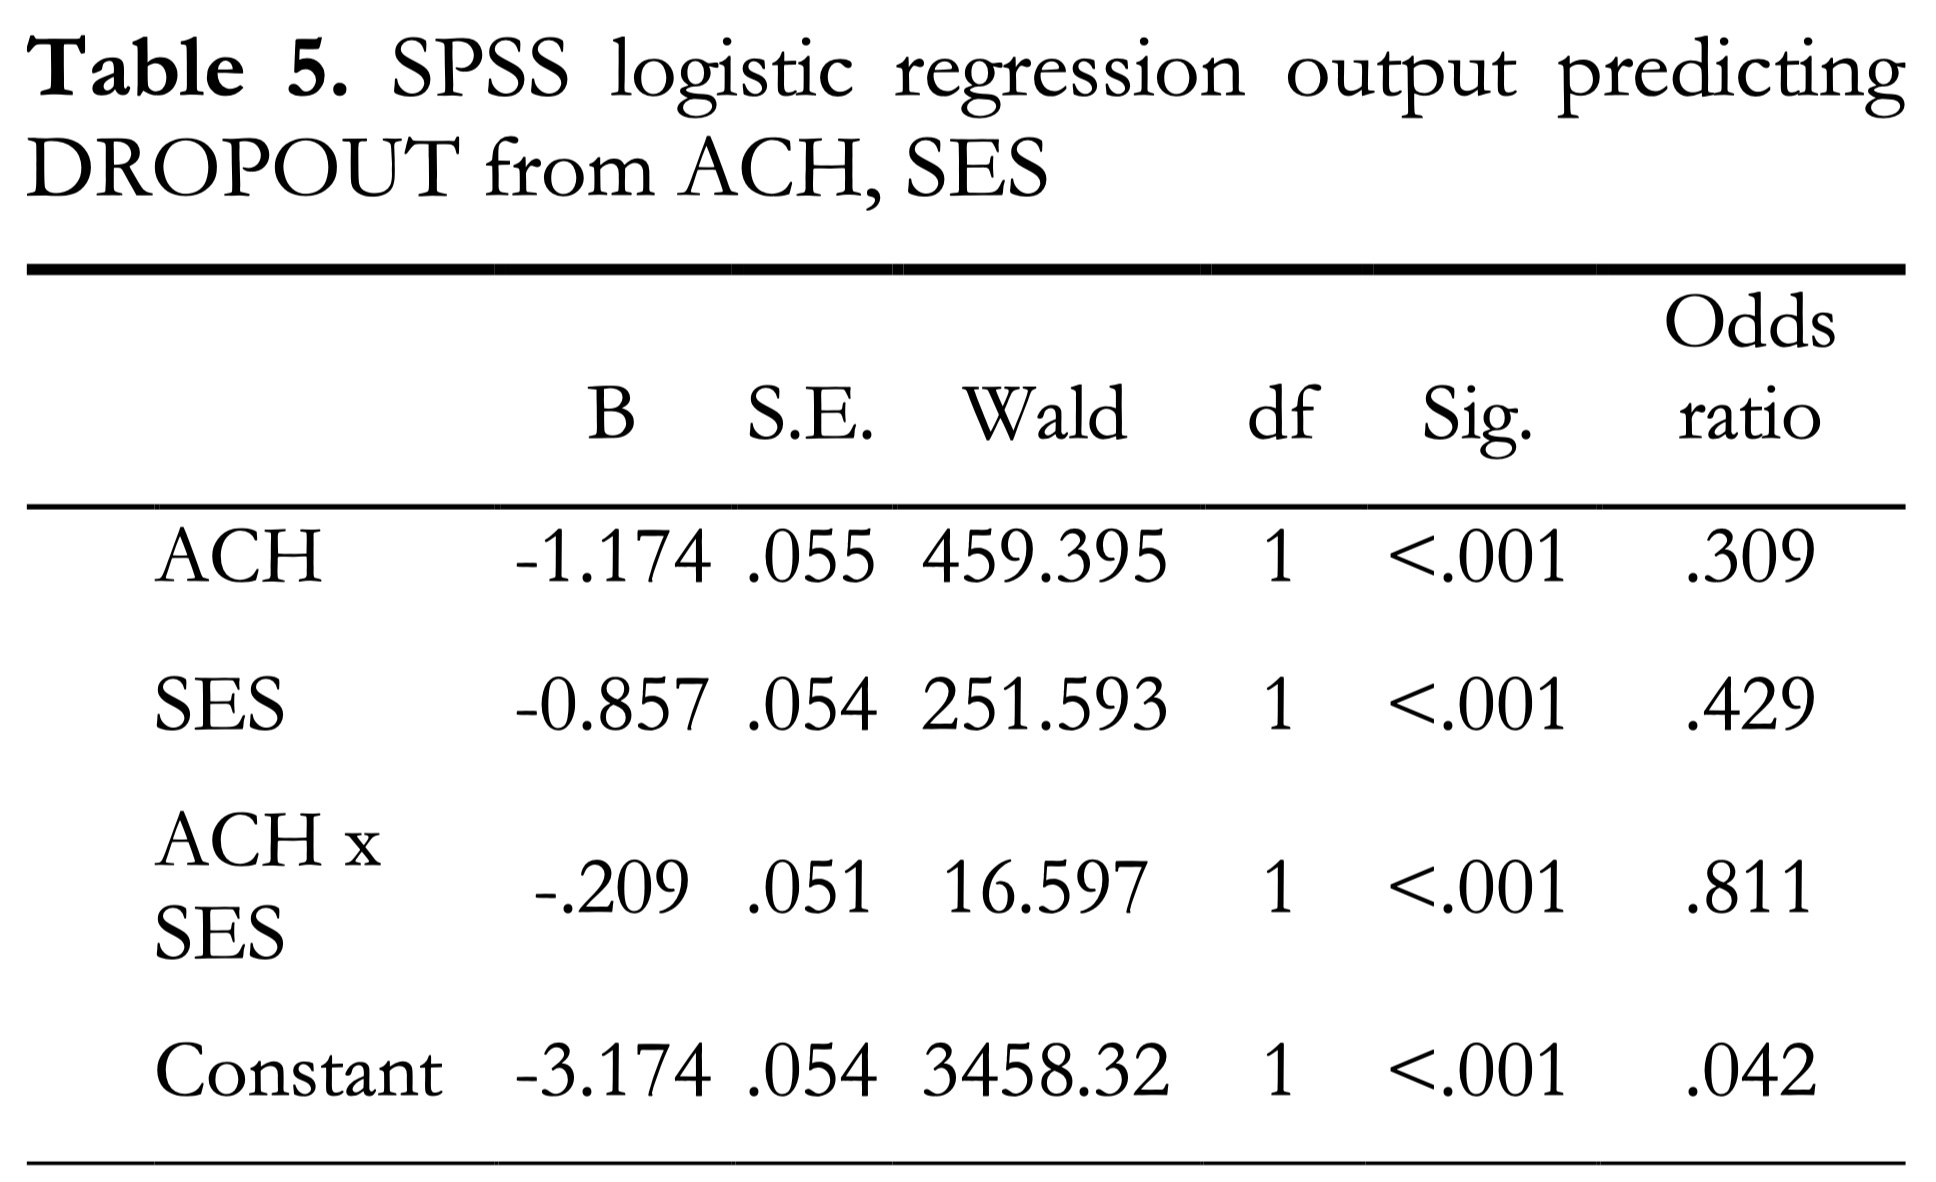 Table 5. SPSS logistic regression output predicting
DROPOUT from ACH, SES
Odds
B S.E. Wald df Sig. ratio
ACH -1.174 .055 459.395 1 <.001 .309
SES -0.857 .054 251.593 1 <.001 .429
ACH x
-.209 .051 16.597 1 <.001 .811
SES
Constant -3.174 .054 3458.32 1 <.001 .042